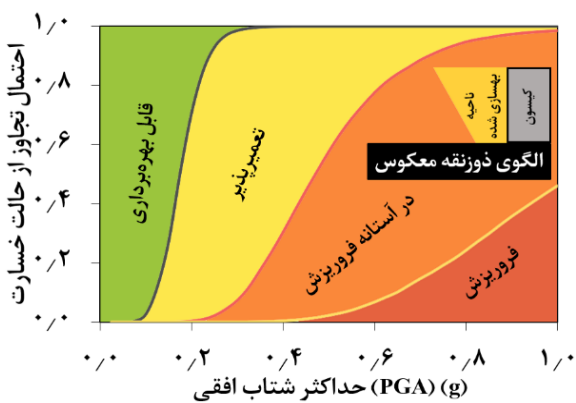 احتمال تجاوز از حالت خسارت
۱٫۰
۰٫۸
۰٫۶
۰٫۴
۰٫۲
۰٫۰
قابل بهره‌برداری
تعمیرپذیر
در آستانه فروریزش
فروریزش
ناحیه
بهسازی شده
کیسون
الگوی ذوزنقه معکوس
۰٫۰ ۰٫۲ ۰٫۴ ۰٫۶ ۰٫۸ ۱٫۰
حداکثر شتاب افقی (PGA) (g)